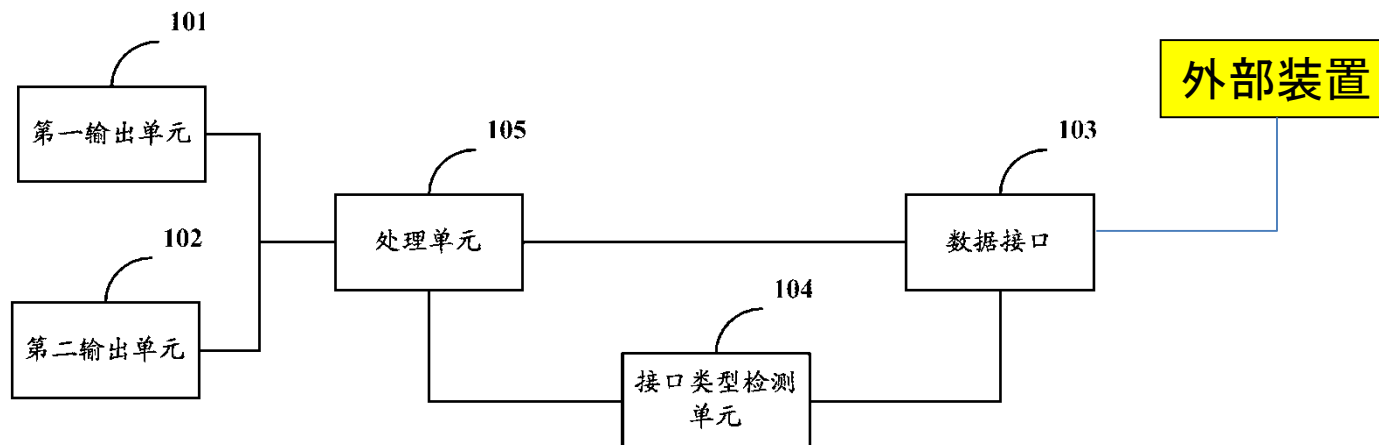 101
第一输出单元
外部装置
105
103
处理单元
数据接口
102
第二输出单元
104
接口类型检测
单元